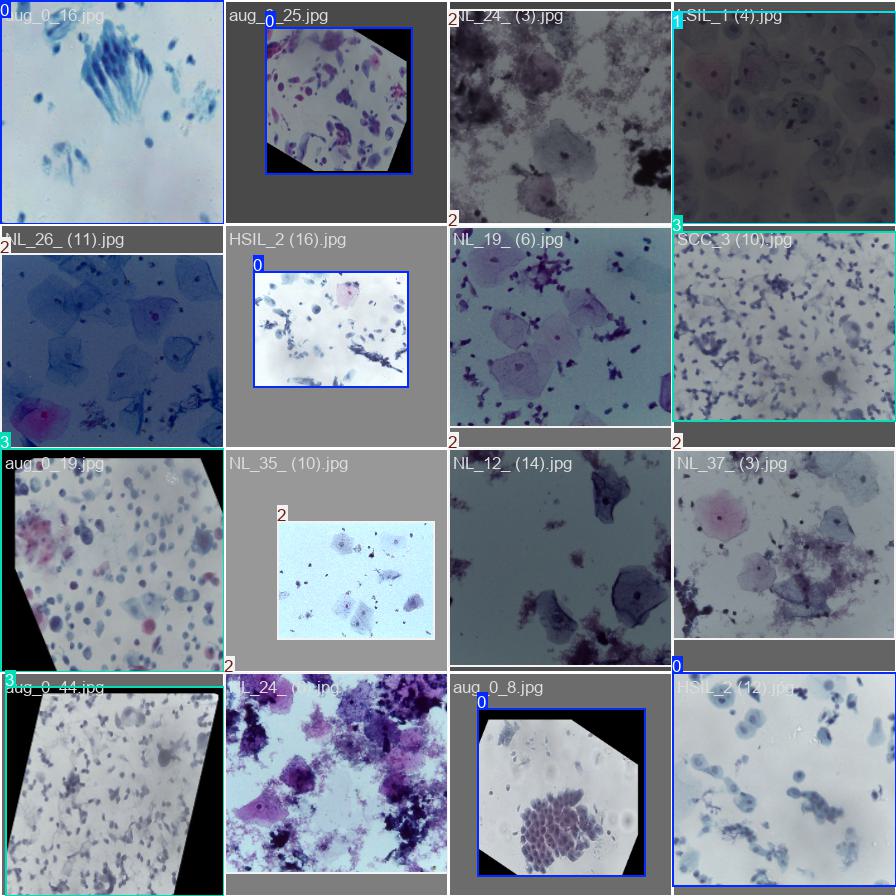 0
aug_0_16.jpg
aug_0_25.jpg
0
2
NL_24_ (3).jpg
1
LSIL_1 (4).jpg
2
NL_26_ (11).jpg
HSIL_2 (16).jpg
0
2
NL_19_ (6).jpg
3
SCC_3 (10).jpg
3
aug_0_19.jpg
NL_35_ (10).jpg
2
2
NL_12_ (14).jpg
2
NL_37_ (3).jpg
3
aug_0_44.jpg
2
aug_0_8.jpg
0
0
HSIL_2 (12).jpg